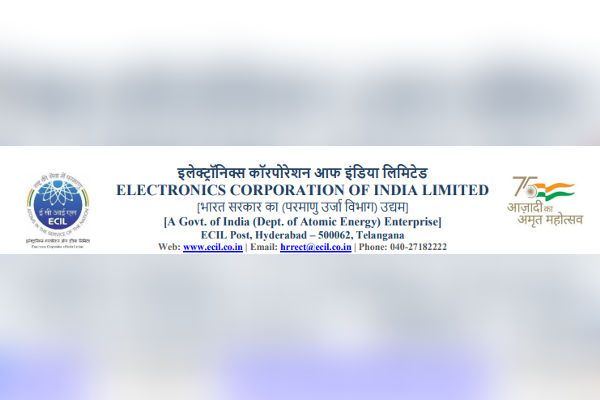 इलेक्ट्रॉनिक्स कॉरपोरेशन आफ इंडिया लिमिटेड
ELECTRONICS CORPORATION OF INDIA LIMITED
[भारत सरकार का (परमाणु उर्जा विभाग) उद्यम]
[A Govt. of India (Dept. of Atomic Energy) Enterprise]
ECIL Post, Hyderabad – 500062, Telangana
Web: www.ecil.co.in | Email: hrrect@ecil.co.in | Phone: 040-27182222
ई सी आई एल
ECIL
75
आज़ादी का
अमृत महोत्सव